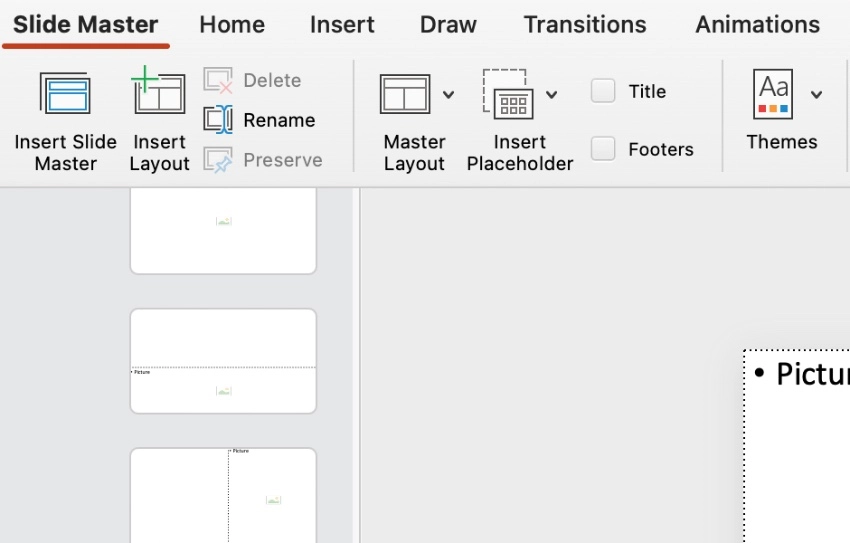 Slide Master Home Insert Draw Transitions Animations
Insert Slide
Master
Insert
Layout
Delete
Rename
Preserve
Master
Layout
Insert
Placeholder
Title
Footers
Aa
Themes
• Picture
• Picture
• Pictur